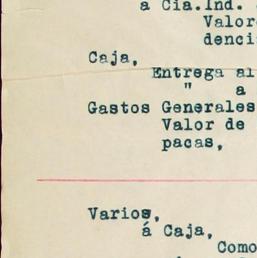 a Cia.Ind.
Valor
denci
Caja,
Entrega al
" a
Gastos Generales
Valor de
pacas,
Varios,
á Caja,
Como